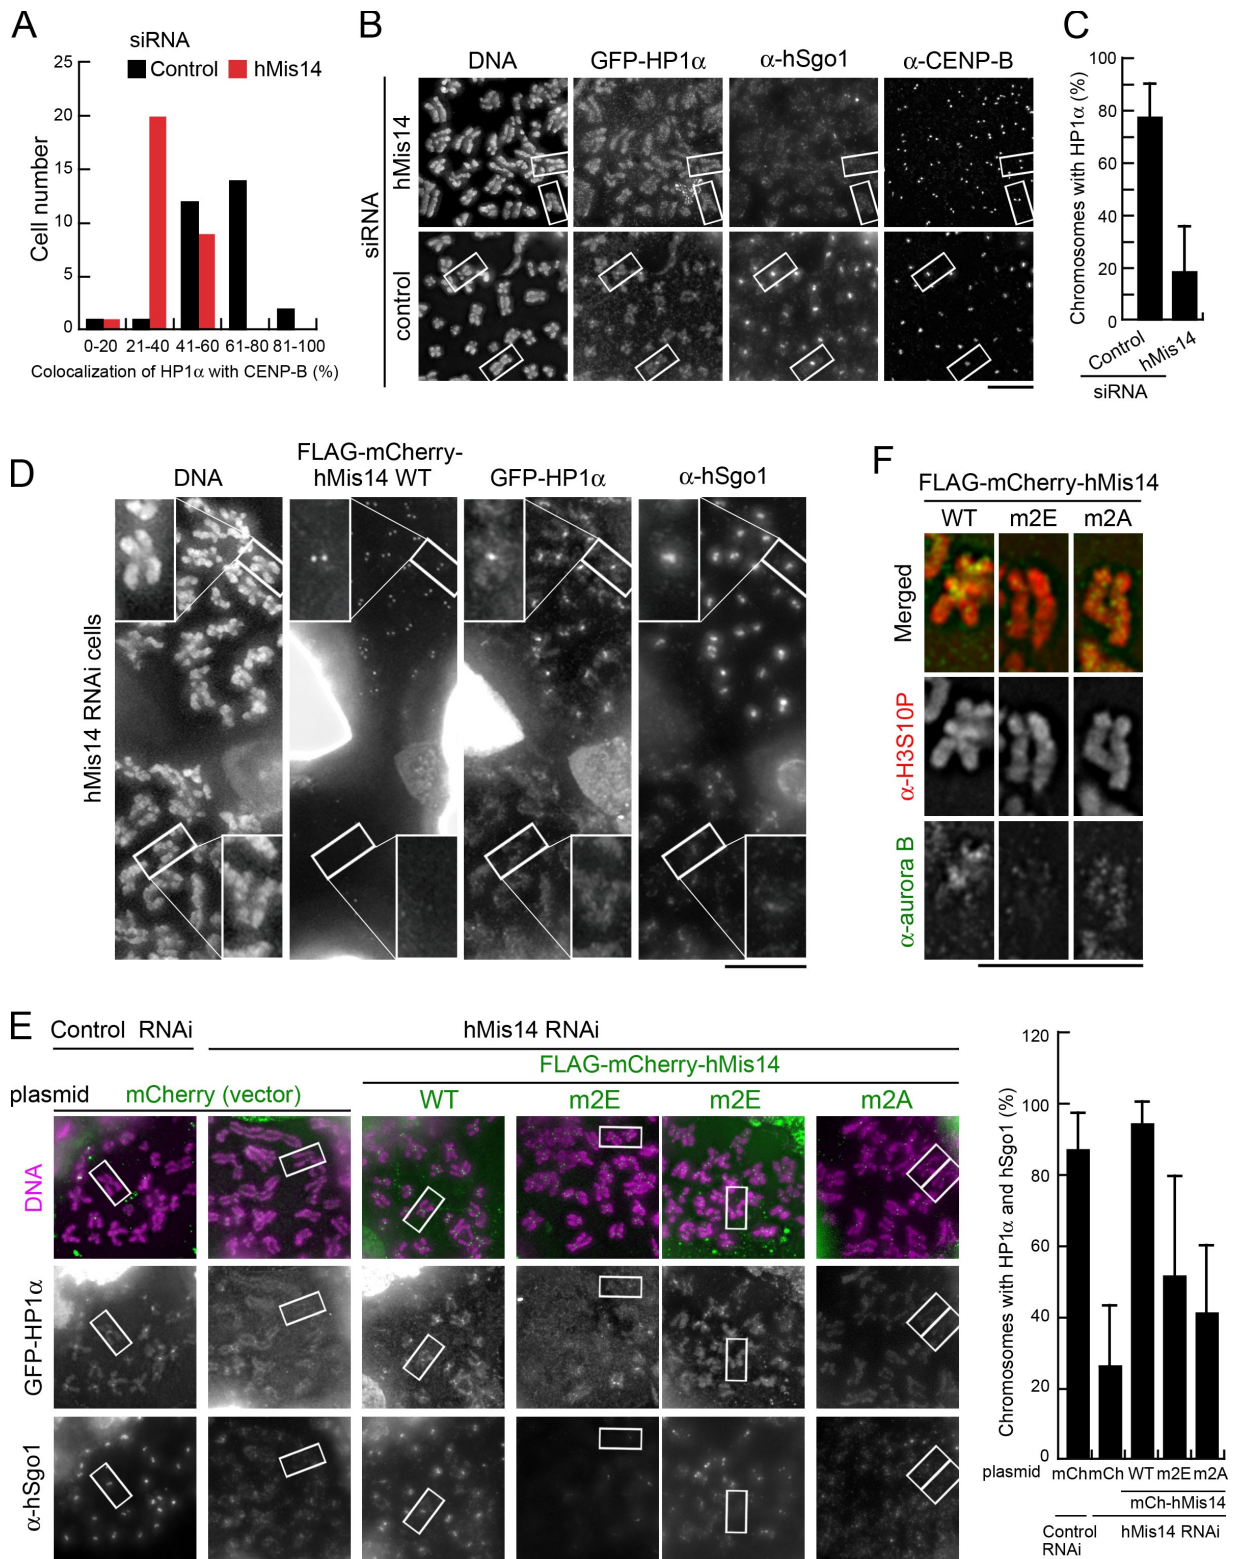 A
siRNA
Control hMis14
25
20
15
10
5
0
Cell number
0-20 21-40 41-60 61-80 81-100
Colocalization of HP1α with CENP-B (%)
B
DNA GFP-HP1α α-hSgo1 α-CENP-B
siRNA
hMis14
control
C
Chromosomes with HP1α (%)
100
80
60
40
20
0
Control
hMis14
siRNA
D
DNA
FLAG-mCherry-
hMis14 WT
GFP-HP1α
α-hSgo1
hMis14 RNAi cells
F
FLAG-mCherry-hMis14
WT m2E m2A
Merged
α-H3S10P
α-aurora B
E
Control RNAi hMis14 RNAi
FLAG-mCherry-hMis14
plasmid mCherry (vector) WT m2E m2E m2A
DNA
GFP-HP1α
α-hSgo1
Chromosomes with HP1α and hSgo1 (%)
120
100
80
60
40
20
0
plasmid mCh mCh WT m2E m2A
mCh-hMis14
Control
RNAi
hMis14 RNAi